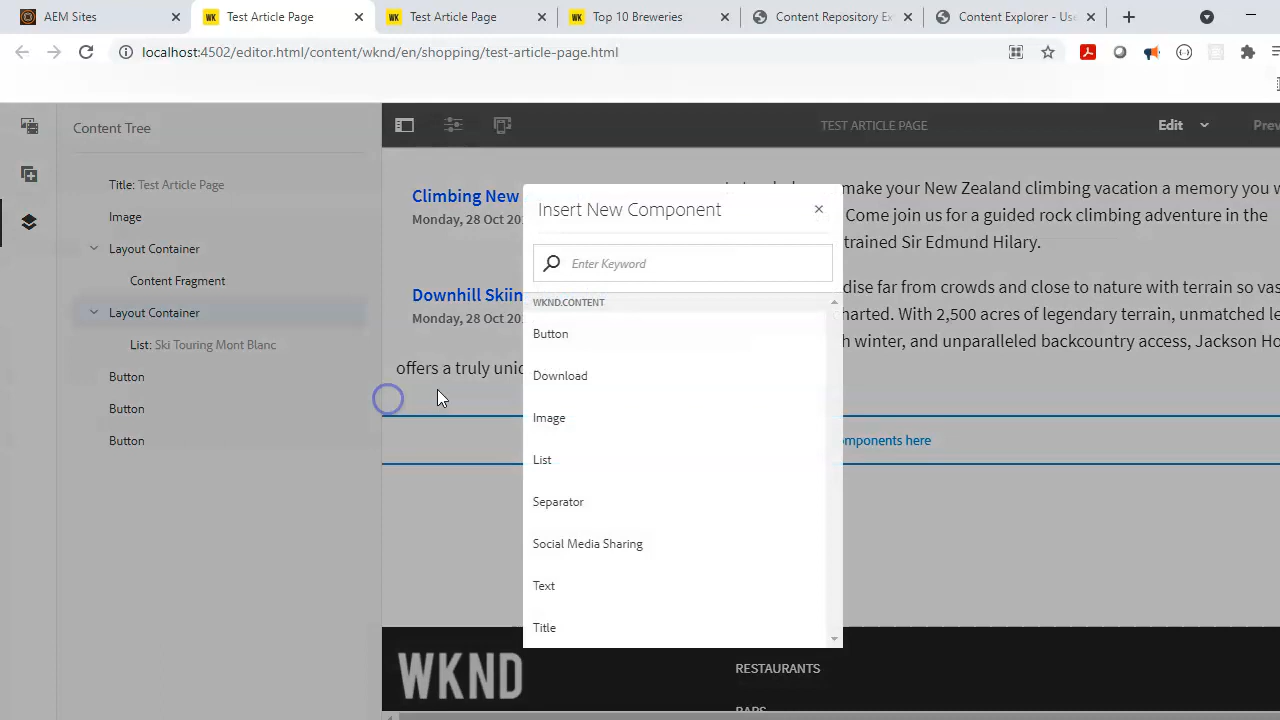 AEM Sites
Test Article Page
Test Article Page
Top 10 Breweries
Content Repository Ex
Content Explorer - Use
localhost:4502/editor.html/content/wknd/en/shopping/test-article-page.html
Content Tree
TEST ARTICLE PAGE
Edit
Prev
Title: Test Article Page
Image
Layout Container
Content Fragment
Layout Container
List: Ski Touring Mont Blanc
Button
Button
Button
Climbing New
Monday, 28 Oct 20
make your New Zealand climbing vacation a memory you w
Come join us for a guided rock climbing adventure in the
trained Sir Edmund Hilary.
Downhill Skiin
Monday, 28 Oct 20
dise far from crowds and close to nature with terrain so vas
harted. With 2,500 acres of legendary terrain, unmatched le
h winter, and unparalleled backcountry access, Jackson Ho
offers a truly uniq
mponents here
Insert New Component
Enter Keyword
WKND.CONTENT
Button
Download
Image
List
Separator
Social Media Sharing
Text
Title
WKND
RESTAURANTS
BARS